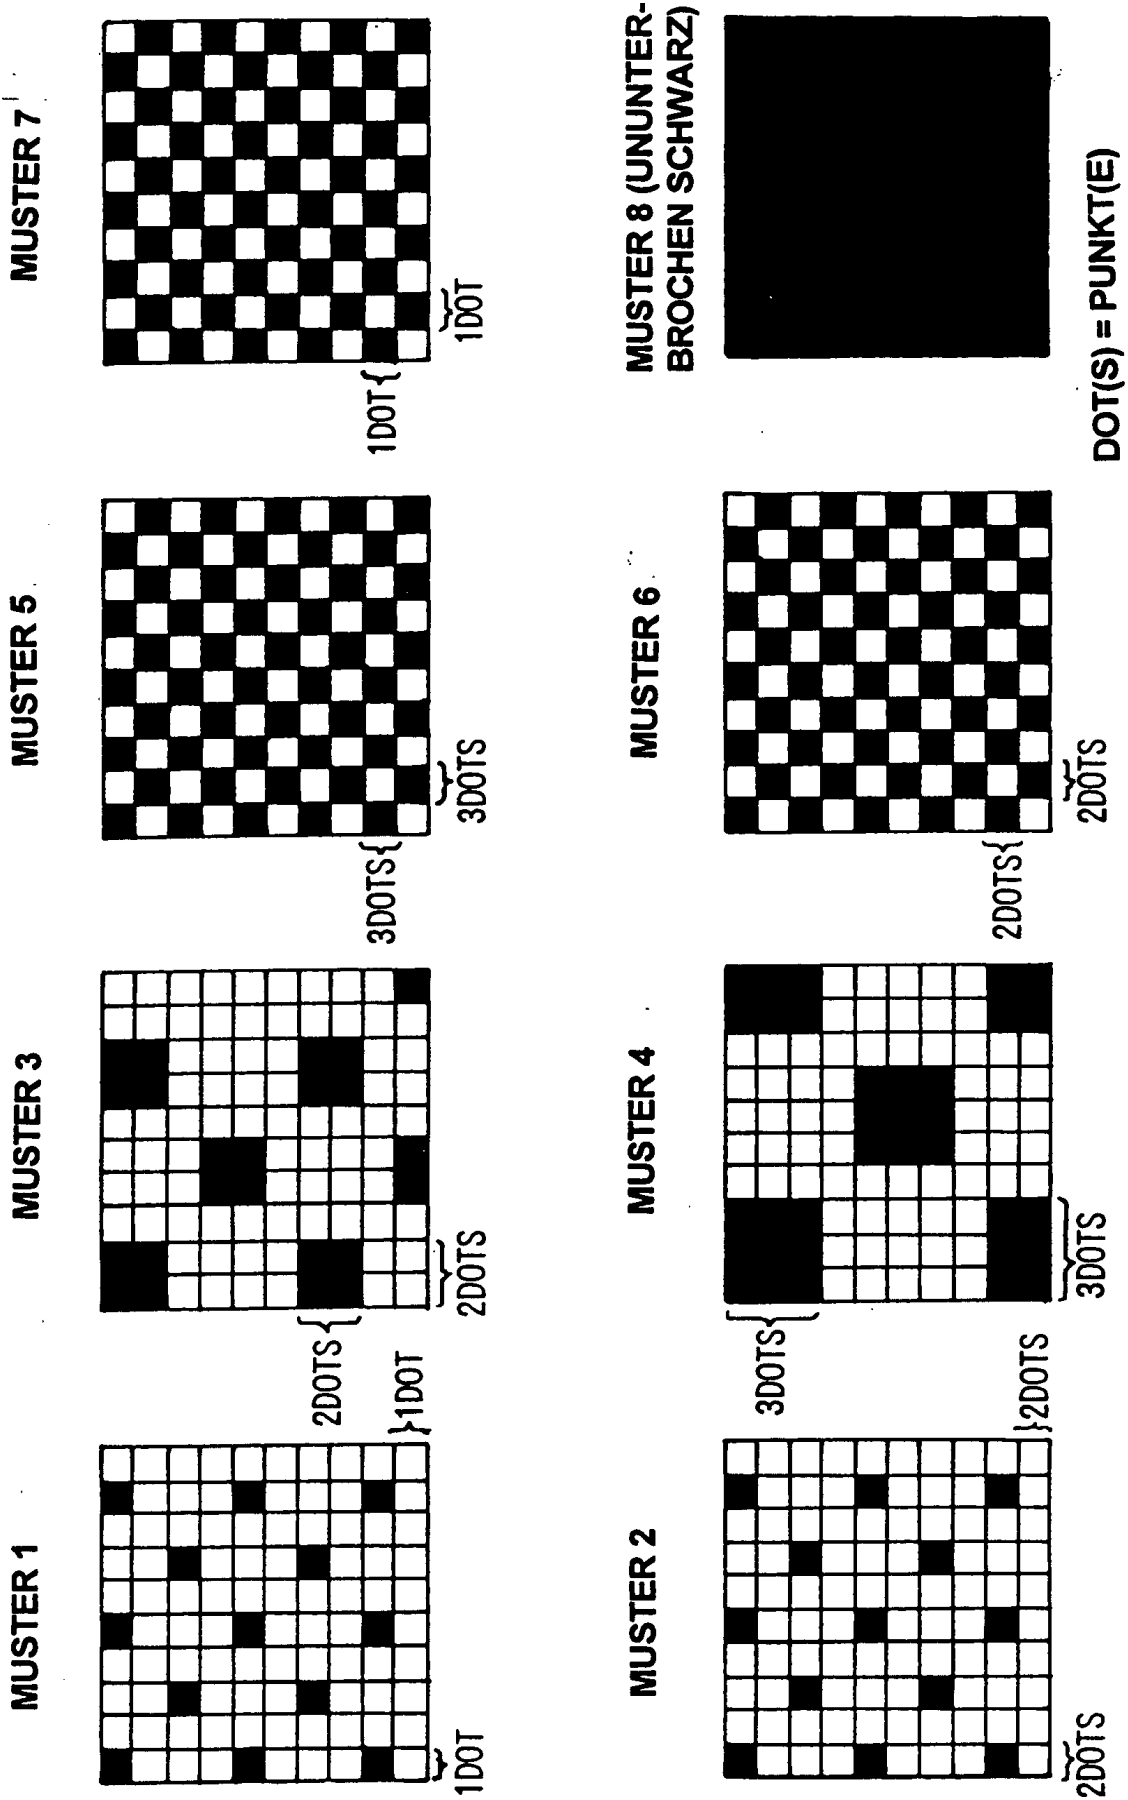 MUSTER 1
1DOT
1DOT
MUSTER 3
2DOTS
2DOTS
MUSTER 5
3DOTS
3DOTS
MUSTER 7
1DOT
1DOT
MUSTER 2
2DOTS
2DOTS
MUSTER 4
3DOTS
3DOTS
MUSTER 6
2DOTS
2DOTS
MUSTER 8 (UNUNTER-
BROCHEN SCHWARZ)
DOT(S) = PUNKT(E)